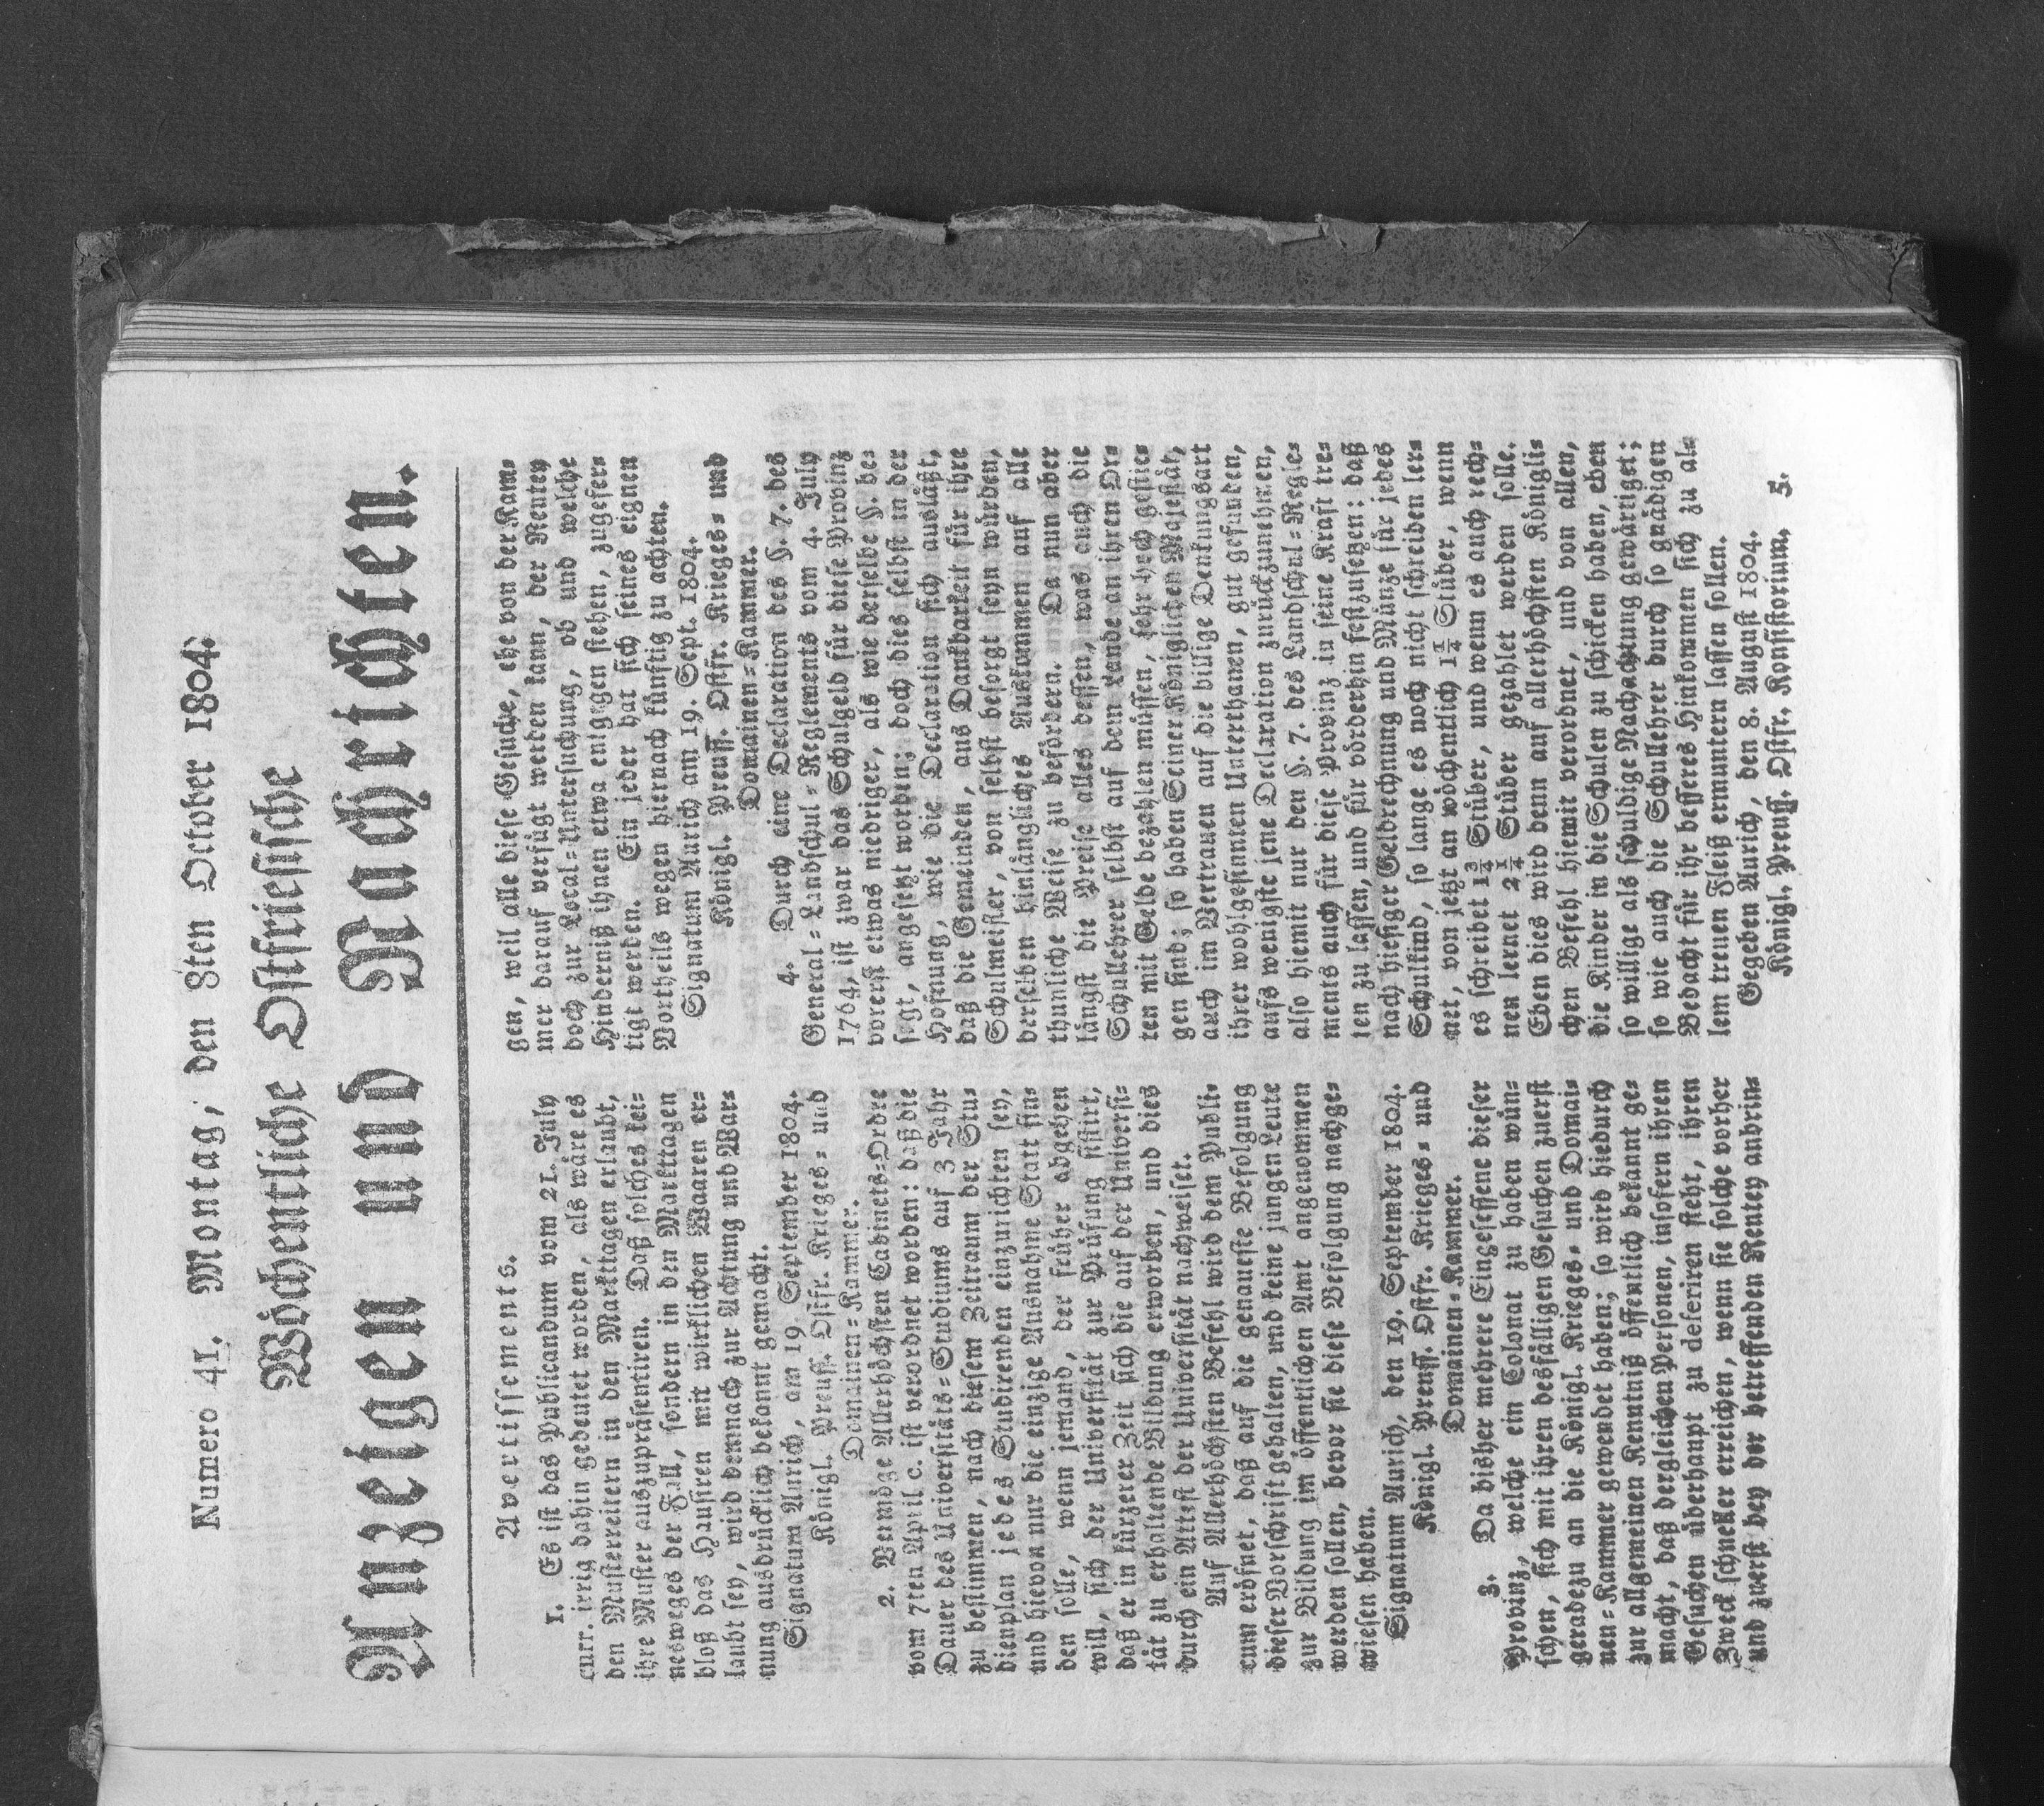 Numero 41. Montag, den 8ten October 1804.
Wöchentliche Ostfriesische
Anzeigen und Nachrichten.
Avertissements.
1. Es ist das Publicandum vom 21. July
curr. irrig dahin gedeutet worden, als wäre es
den Musterreitern in den Markttagen erlaubt,
ihre Muster auszupräsentiren. Daß solches kei-
nesweges der Fall, sondern in den Markttagen
bloß das Hausiren mit wirklichen Waaren er-
laubt sey, wird demnach zur Achtung und War-
nung ausdrücklich bekannt gemacht.
Signatum Aurich, am 19 September 1804.
Königl. Preuss. Ostfr. Krieges- und
Domainen-Kammer.
2. Vermöge Allerhöchsten Cabinets-Ordre
vom 7ten April c. ist verordnet worden: daß die
Dauer des Universitäts-Studiums auf 3 Jahr
zu bestimmen, nach diesem Zeitraum der Stu-
dienplan jedes Studirenden einzurichten sey,
und hievon nur die einzige Ausnahme Statt fin-
den solle, wenn jemand, der früher abgehen
will, sich der Universität zur Prüfung sistirt,
daß er in kürzerer Zeit sich die auf der Universi-
tät zu erhaltende Bildung erworben, und dies
durch ein Attest der Universität nachweiset.
Auf Allerhöchsten Befehl wird dem Publi-
cum eröfnet, daß auf die genaueste Befolgung
dieser Vorschrift gehalten, und keine jungen Leute
zur Bildung im öffentlichen Amt angenommen
werden sollen, bevor sie diese Befolgung nachge-
wiesen haben.
Signatum Aurich, den 19. September 1804.
Königl. Preuss. Ostfr. Krieges- und
Domainen-Kammer.
3. Da bisher mehrere Eingesessene dieser
Provinz, welche ein Colonat zu haben wün-
schen, sich mit ihren desfälligen Gesuchen zuerst
geradezu an die Königl. Krieges- und Domai-
nen-Kammer gewendet haben; so wird hiedurch
zur allgemeinen Kenntniß öffentlich bekannt ge-
macht, daß dergleichen Personen, insofern ihren
Gesuchen überhaupt zu deferiren steht, ihren
Zweck schneller erreichen, wenn sie solche vorher
und zuerst bey der betreffenden Rentey anbrin-
gen, weil alle diese Gesuche, ehe von der Kam-
mer darauf verfügt werden kann, der Rentey
doch zur Local-Untersuchung, ob und welche
Hinderniß ihnen etwa enigegen stehen, zugefer-
tigt werden. Ein jeder hat sich seines eignen
Vortheils wegen hiernach künftig zu achten.
Signatum Aurich am 19. Sept. 1804.
Königl. Preuss. Ostfr. Krieges- und
Domainen-Kammer.
4. Durch eine Declaration des §. 7. des
General-Landschul-Reglements vom 4. July
1764, ist zwar das Schulgeld für diese Provinz
vorerst etwas niedriger, als wie derselbe §. be-
sagt, angesetzt worden; doch dies selbst in der
Hofnung, wie die Declaration sich ausläßt,
daß die Gemeinden, aus Dankbarkeit für ihre
Schulmeister, von selbst besorgt seyn würden,
derselben hinlängliches Auskommen auf alle
thunliche Weise zu befördern. Da nun aber
längst die Preise alles dessen, was auch die
Schullehrer selbst auf dem Lande an ihren Or-
ren mit Gelde bezahlen müssen, sehr hoch gestie-
gen sind; so haben Seiner Königlichen Majestät,
auch im Vertrauen auf die billige Denkungsart
ihrer wohlgesinnten Unterthanen, gut gefunden,
aufs wenigste jene Declaration zurückzunehmen,
also hiemit nur den §. 7. des Landschul-Regle-
ments auch für diese Provinz in seine Kraft tre-
ten zu lassen, und für vörderhin festzusetzen: daß
nach hiesiger Geldrechnung und Münze für jedes
Schulkind, so lange es noch nicht schreiben ler-
net, von jetzt an wöchentlich 1¼ Stüber, wenn
es schreibet 1¾ Stüber, und wenn es auch rech-
nen lernet 2¼ Stüber gezahlet werden solle.
Eben dies wird denn auf allerhöchsten Königli-
chen Befehl hiemit verordnet, und von allen,
die Kinder in die Schulen zu schicken haben, eben
so willige als schuldige Nachachtung gewärtiget;
so wie auch die Schullehrer durch so gnädigen
Bedacht für ihr besseres Hinkommen sich zu al-
lem treuen Fleiß ermuntern lassen sollen.
Gegeben Aurich, den 8. August 1804.
Königl. Preuss. Ostfr. Konsistorium.
5.